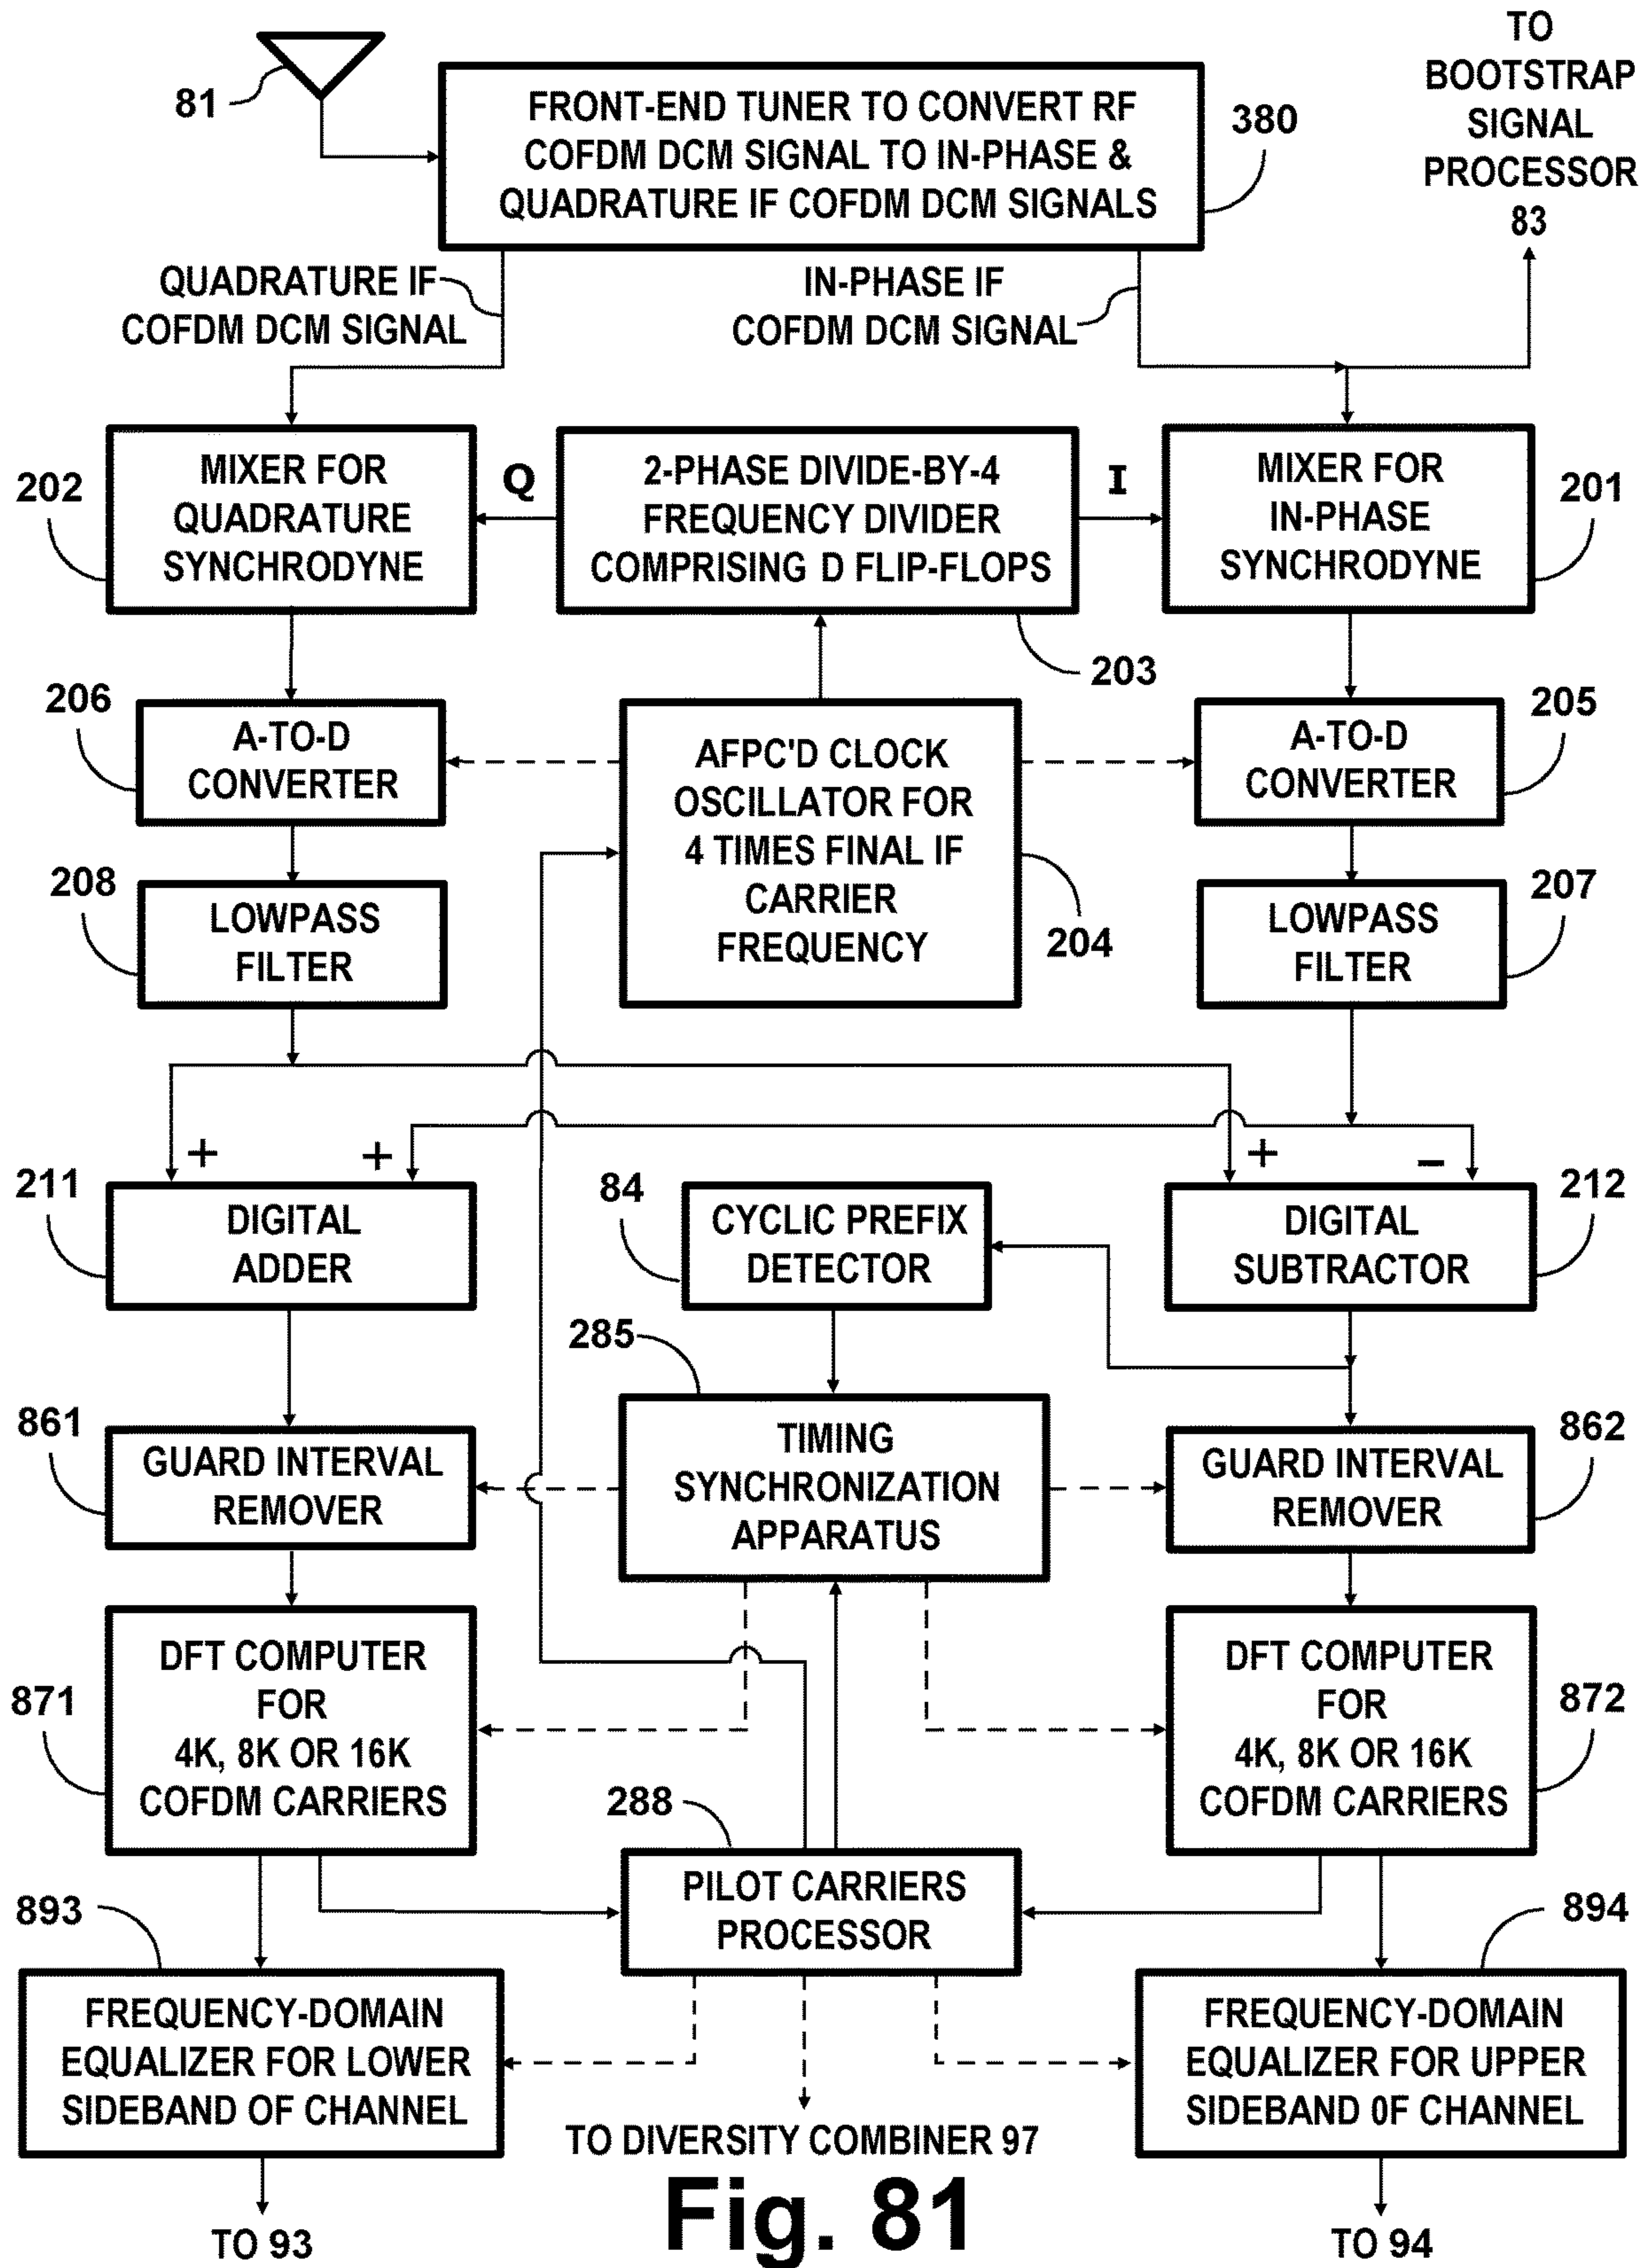 TO
BOOTSTRAP
SIGNAL
PROCESSOR
83
81
FRONT-END TUNER TO CONVERT RF
COFDM DCM SIGNAL TO IN-PHASE &
QUADRATURE IF COFDM DCM SIGNALS
380
QUADRATURE IF
COFDM DCM SIGNAL
IN-PHASE IF
COFDM DCM SIGNAL
202
MIXER FOR
QUADRATURE
SYNCHRODYNE
Q
2-PHASE DIVIDE-BY-4
FREQUENCY DIVIDER
COMPRISING D FLIP-FLOPS
I
MIXER FOR
IN-PHASE
SYNCHRODYNE
201
203
206
A-TO-D
CONVERTER
AFPC'D CLOCK
OSCILLATOR FOR
4 TIMES FINAL IF
CARRIER
FREQUENCY
204
A-TO-D
CONVERTER
205
208
LOWPASS
FILTER
LOWPASS
FILTER
207
+
+
+
−
211
DIGITAL
ADDER
84
CYCLIC PREFIX
DETECTOR
DIGITAL
SUBTRACTOR
212
285
861
GUARD INTERVAL
REMOVER
TIMING
SYNCHRONIZATION
APPARATUS
GUARD INTERVAL
REMOVER
862
871
DFT COMPUTER
FOR
4K, 8K OR 16K
COFDM CARRIERS
DFT COMPUTER
FOR
4K, 8K OR 16K
COFDM CARRIERS
872
288
PILOT CARRIERS
PROCESSOR
893
FREQUENCY-DOMAIN
EQUALIZER FOR LOWER
SIDEBAND OF CHANNEL
894
FREQUENCY-DOMAIN
EQUALIZER FOR UPPER
SIDEBAND 0F CHANNEL
TO DIVERSITY COMBINER 97
TO 93
Fig. 81
TO 94